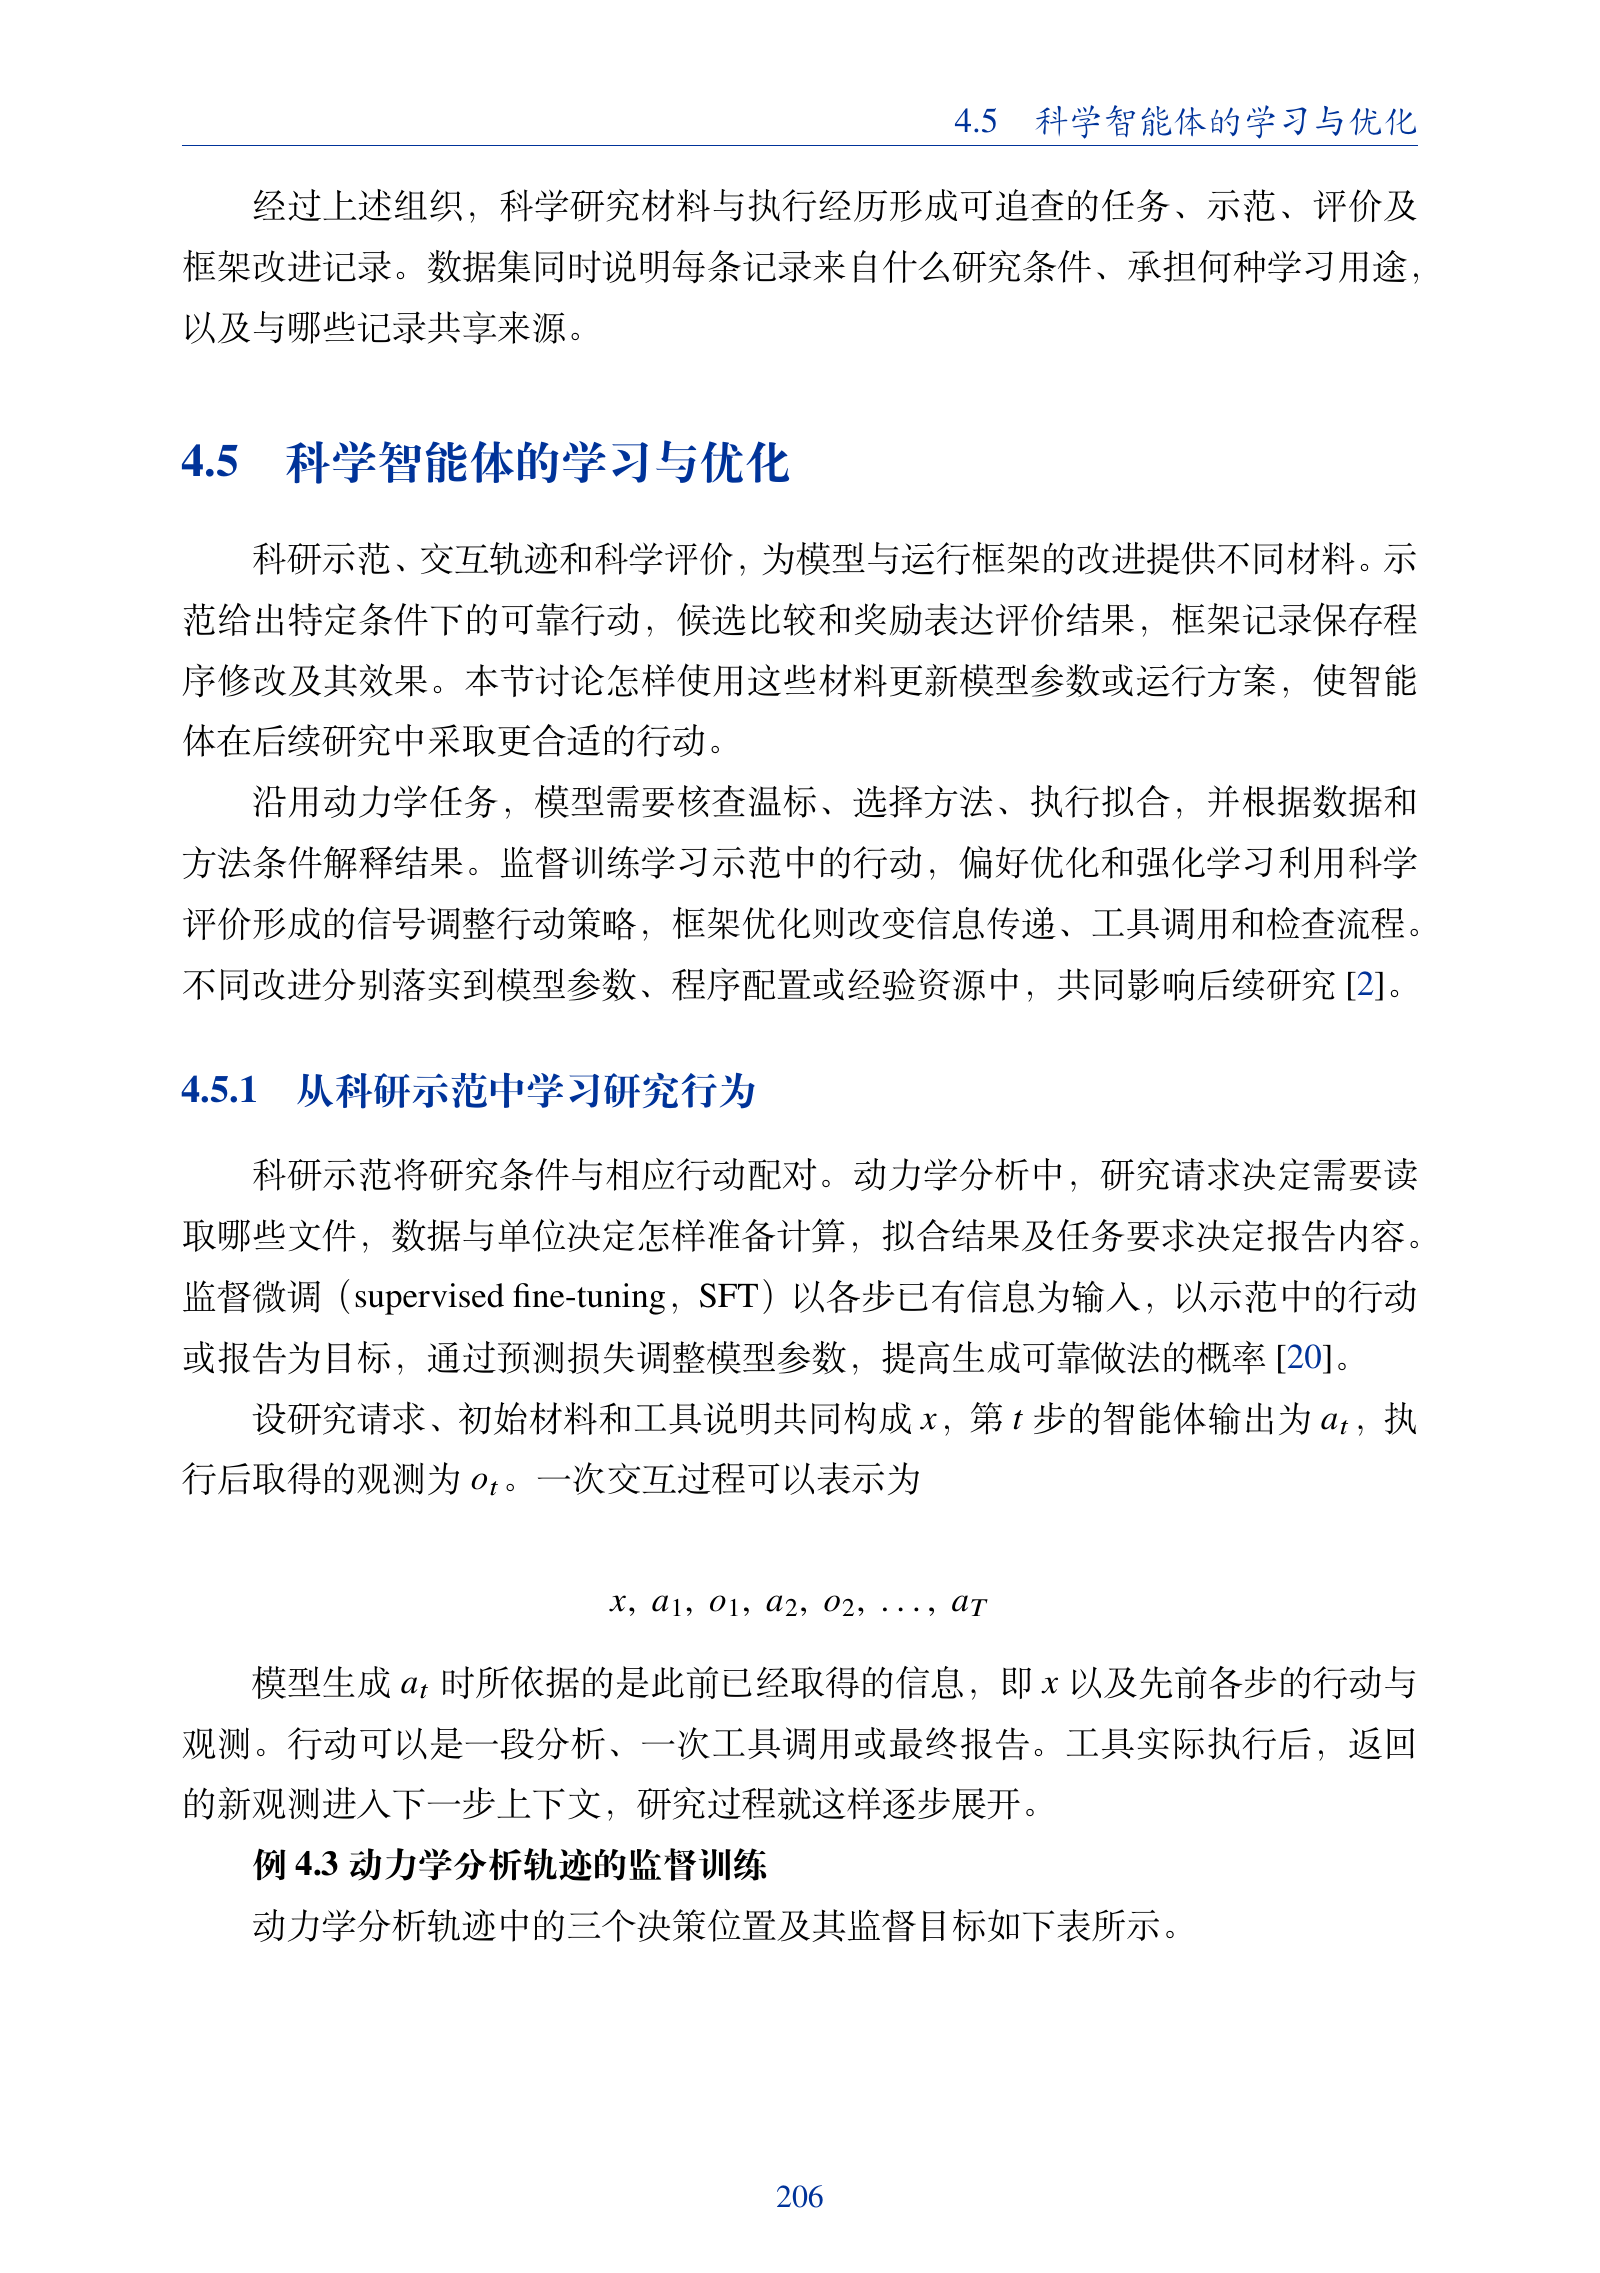 4.5 科学智能体的学习与优化
经过上述组织，科学研究材料与执行经历形成可追查的任务、示范、评价及
框架改进记录。数据集同时说明每条记录来自什么研究条件、承担何种学习用途，
以及与哪些记录共享来源。
4.5 科学智能体的学习与优化
科研示范、交互轨迹和科学评价，为模型与运行框架的改进提供不同材料。示
范给出特定条件下的可靠行动，候选比较和奖励表达评价结果，框架记录保存程
序修改及其效果。本节讨论怎样使用这些材料更新模型参数或运行方案，使智能
体在后续研究中采取更合适的行动。
沿用动力学任务，模型需要核查温标、选择方法、执行拟合，并根据数据和
方法条件解释结果。监督训练学习示范中的行动，偏好优化和强化学习利用科学
评价形成的信号调整行动策略，框架优化则改变信息传递、工具调用和检查流程。
不同改进分别落实到模型参数、程序配置或经验资源中，共同影响后续研究 [2]。
4.5.1 从科研示范中学习研究行为
科研示范将研究条件与相应行动配对。动力学分析中，研究请求决定需要读
取哪些文件，数据与单位决定怎样准备计算，拟合结果及任务要求决定报告内容。
监督微调（supervised fine-tuning，SFT）以各步已有信息为输入，以示范中的行动
或报告为目标，通过预测损失调整模型参数，提高生成可靠做法的概率 [20]。
设研究请求、初始材料和工具说明共同构成 x，第 t 步的智能体输出为 a_t，执
行后取得的观测为 o_t。一次交互过程可以表示为
x, a_1, o_1, a_2, o_2, ..., a_T
模型生成 a_t 时所依据的是此前已经取得的信息，即 x 以及先前各步的行动与
观测。行动可以是一段分析、一次工具调用或最终报告。工具实际执行后，返回
的新观测进入下一步上下文，研究过程就这样逐步展开。
例 4.3 动力学分析轨迹的监督训练
动力学分析轨迹中的三个决策位置及其监督目标如下表所示。
206